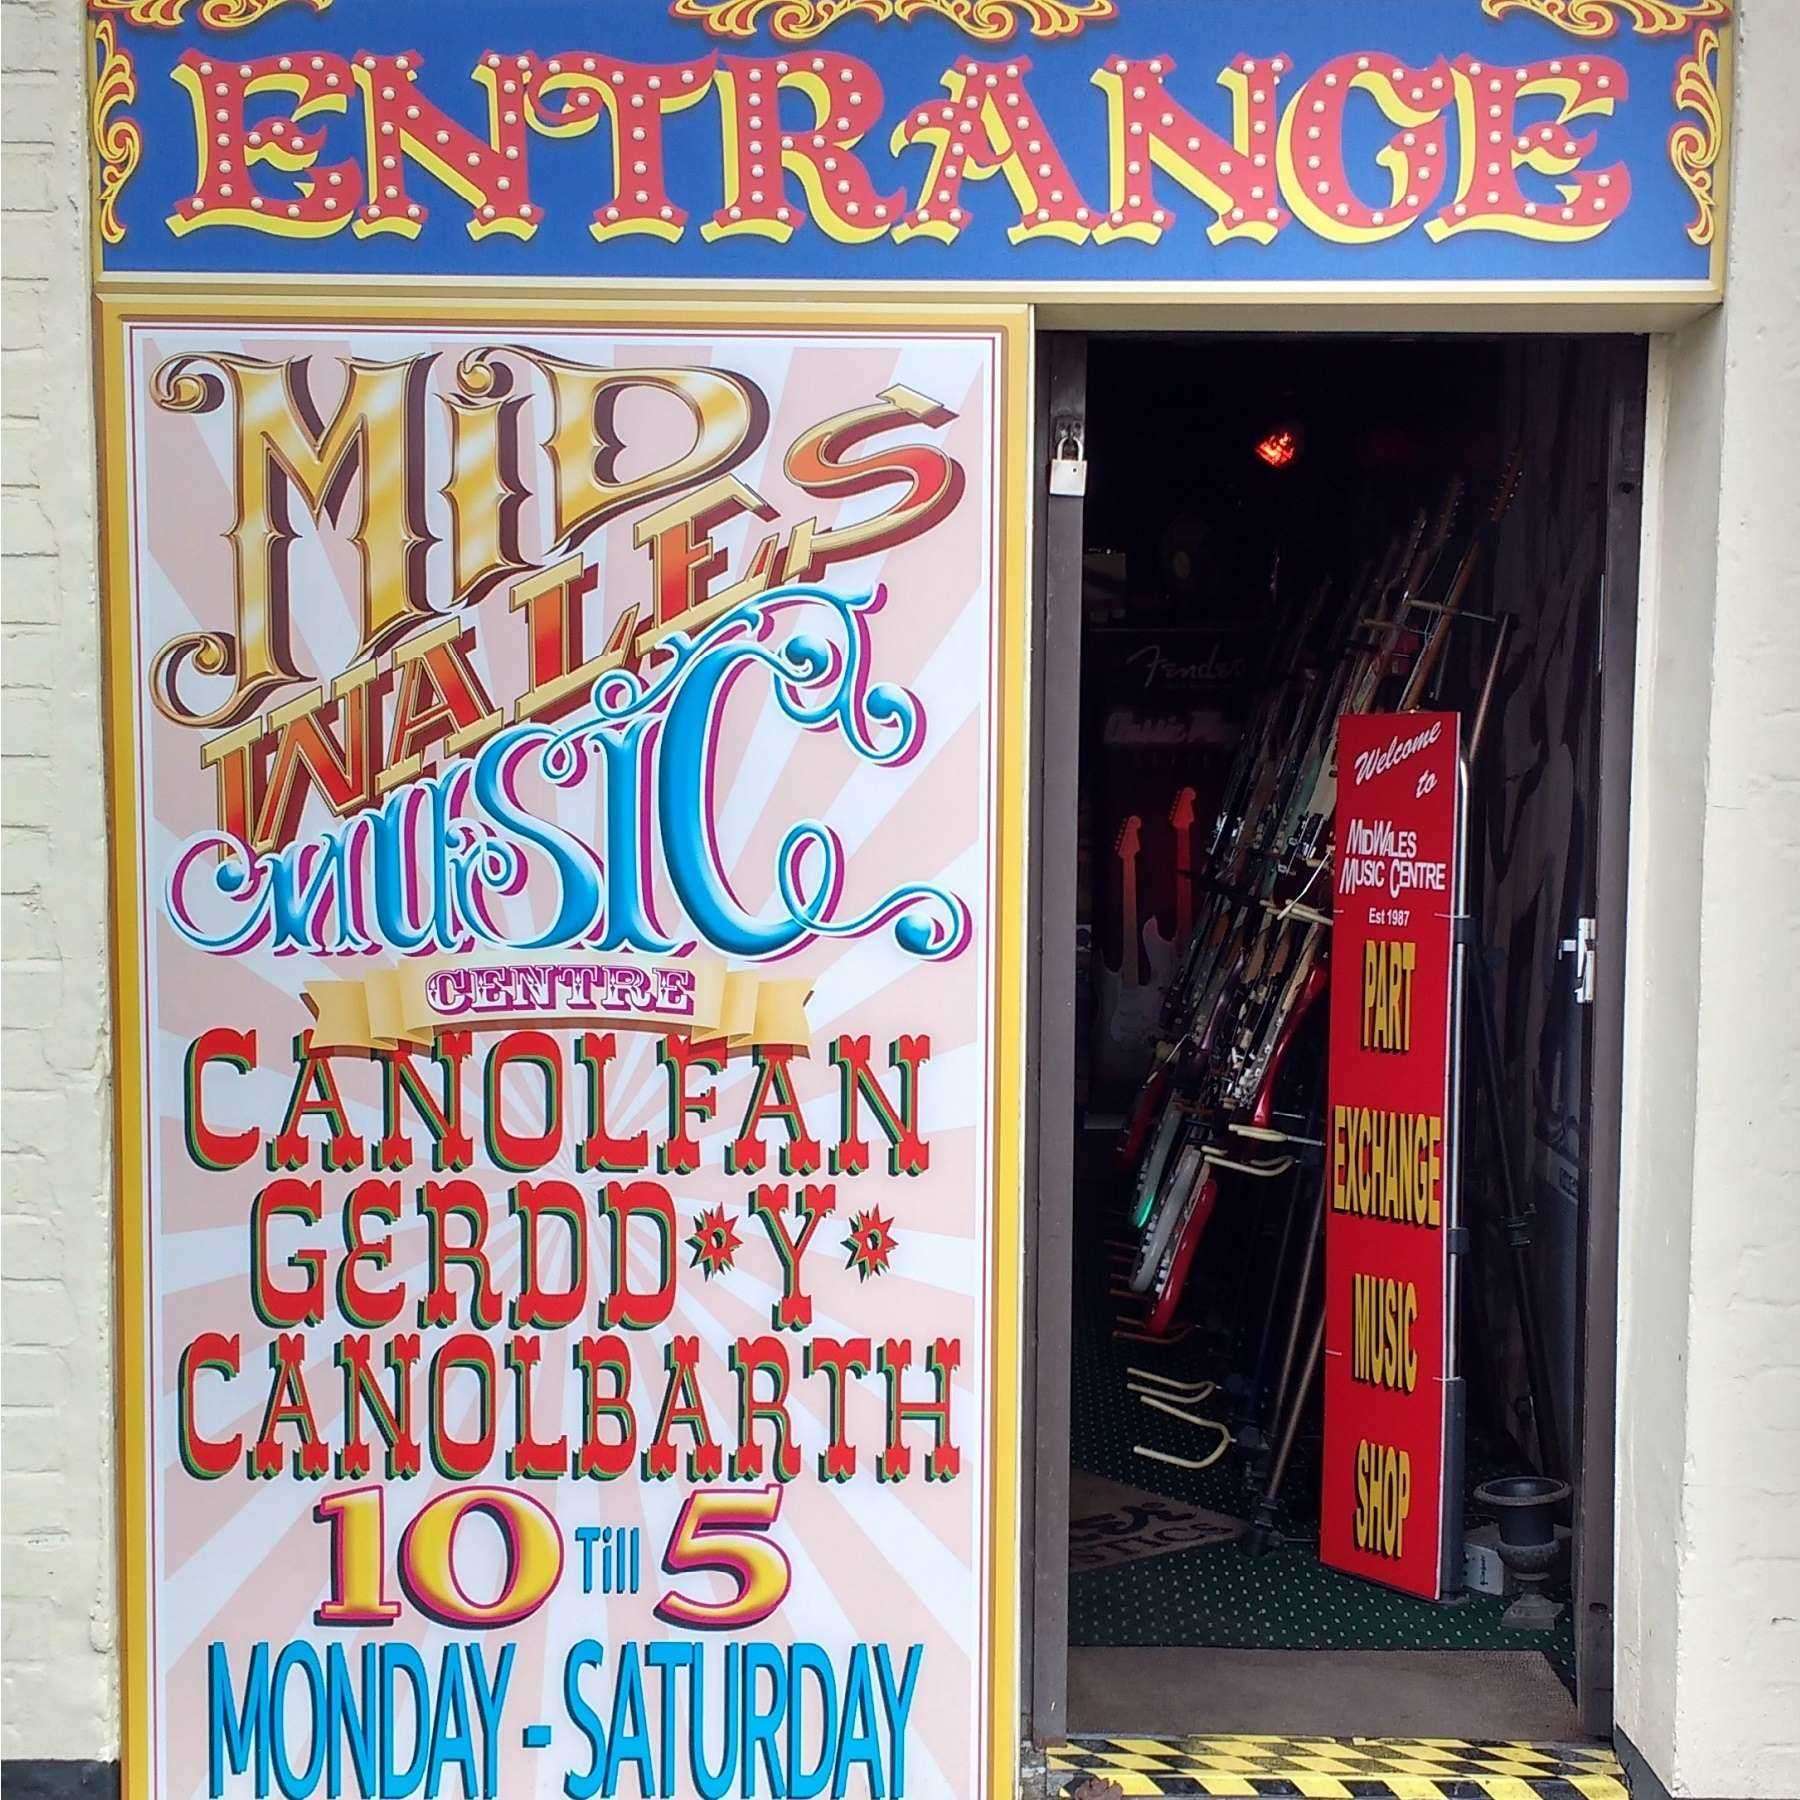 ENTRANCE
MiD
WALES
music
CENTRE
CANOLFAN
GERDD*Y*
CANOLBARTH
10 Till 5
MONDAY - SATURDAY
Fender
Welcome
to
MIDWALES
MUSIC CENTRE
Est 1987
PART
EXCHANGE
MUSIC
SHOP